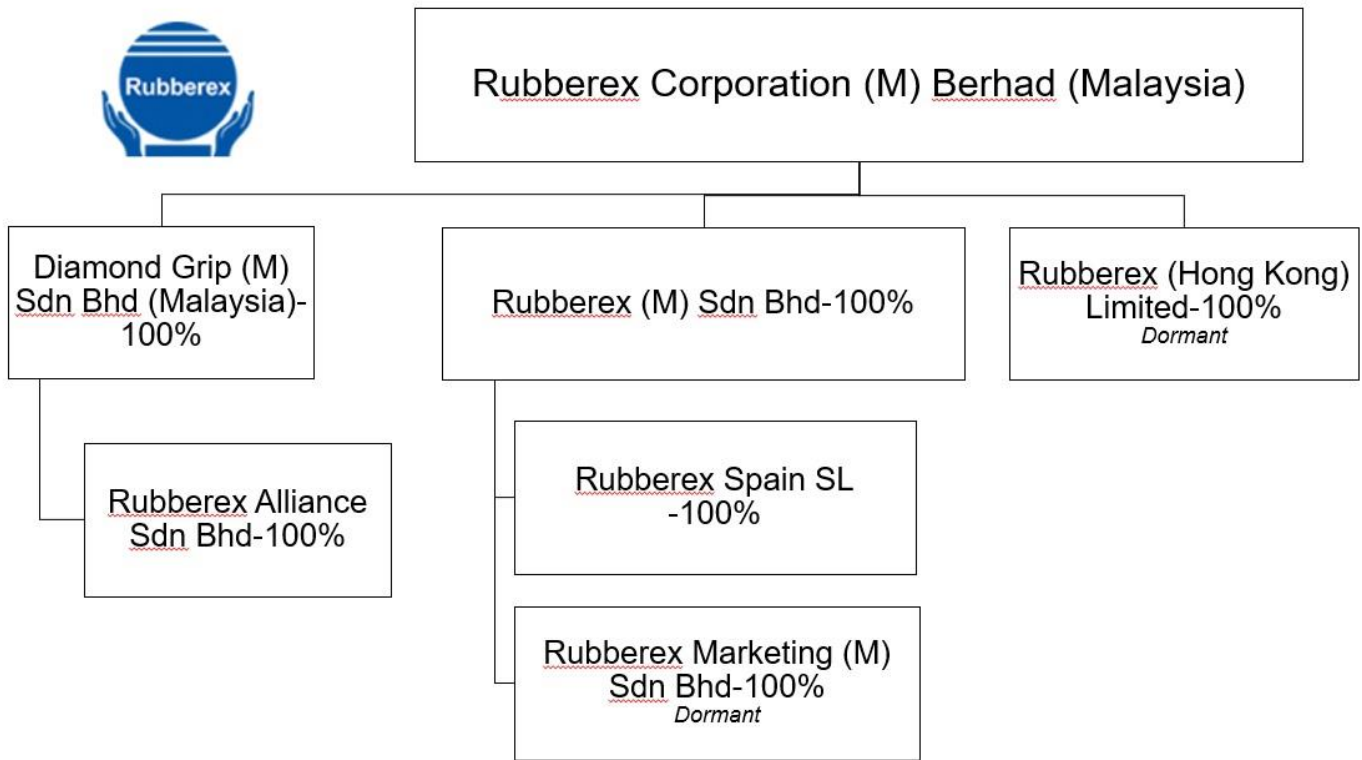 Rubberex
Rubberex Corporation (M) Berhad (Malaysia)
Diamond Grip (M)
Sdn Bhd (Malaysia)-
100%
Rubberex (M) Sdn Bhd-100%
Rubberex (Hong Kong)
Limited-100%
Dormant
Rubberex Alliance
Sdn Bhd-100%
Rubberex Spain SL
-100%
Rubberex Marketing (M)
Sdn Bhd-100%
Dormant